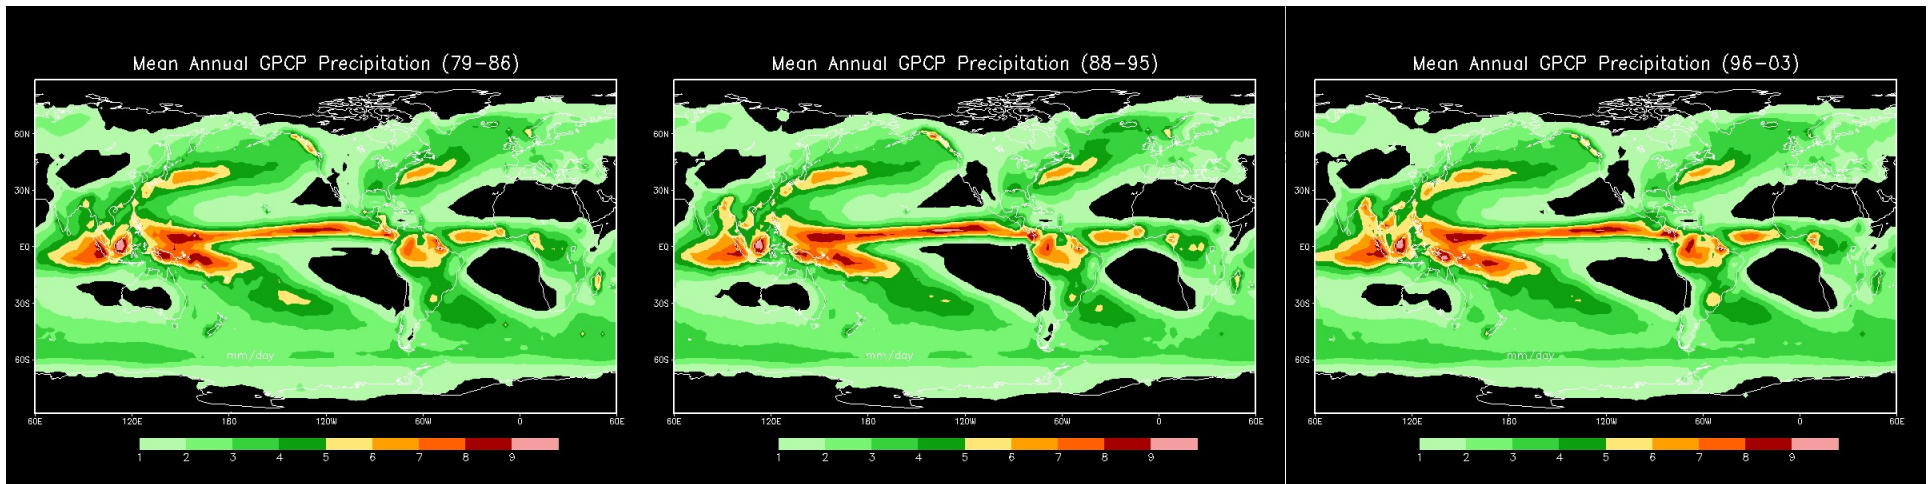 Mean Annual GPCP Precipitation (79-86)
60N
30N
EQ
30S
60S
mm/day
60E 120E 180 120W 60W 0 60E
1 2 3 4 5 6 7 8 9
Mean Annual GPCP Precipitation (88-95)
60N
30N
EQ
30S
60S
mm/day
60E 120E 180 120W 60W 0 60E
1 2 3 4 5 6 7 8 9
Mean Annual GPCP Precipitation (96-03)
60N
30N
EQ
30S
60S
mm/day
60E 120E 180 120W 60W 0 60E
1 2 3 4 5 6 7 8 9